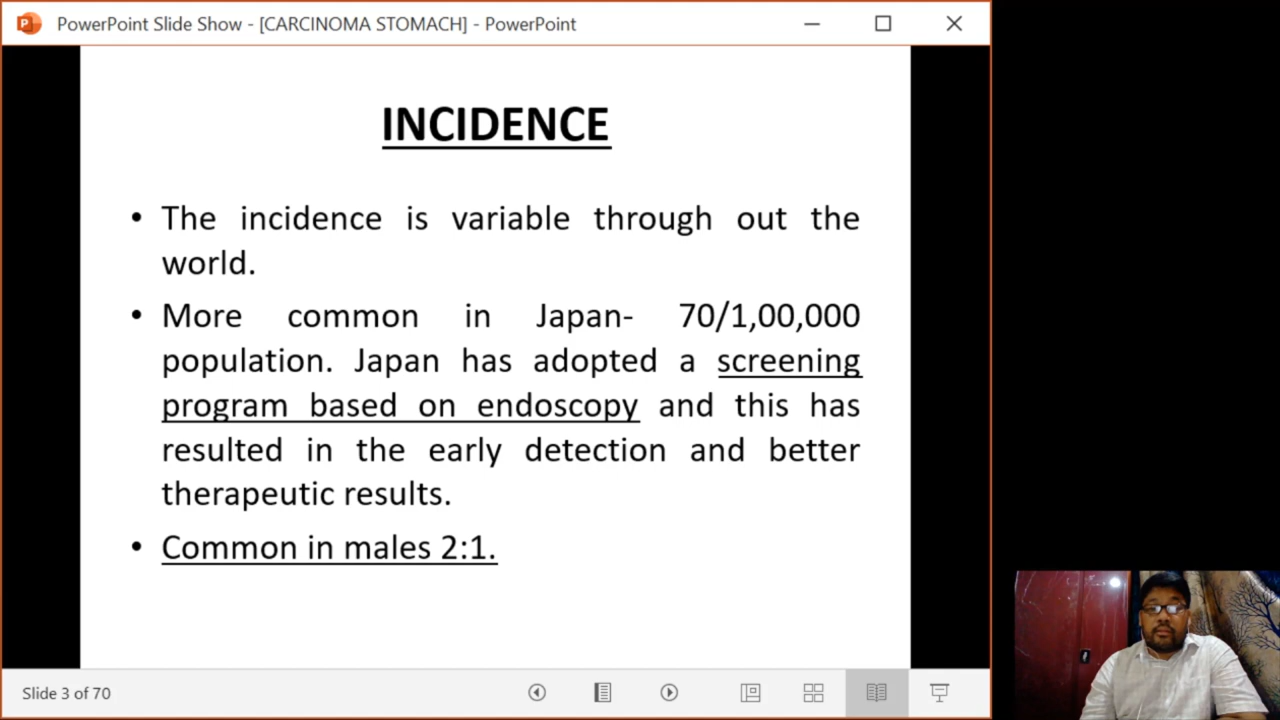 PowerPoint Slide Show - [CARCINOMA STOMACH] - PowerPoint
INCIDENCE
• The incidence is variable through out the
world.
• More common in Japan- 70/1,00,000
population. Japan has adopted a screening
program based on endoscopy and this has
resulted in the early detection and better
therapeutic results.
• Common in males 2:1.
Slide 3 of 70